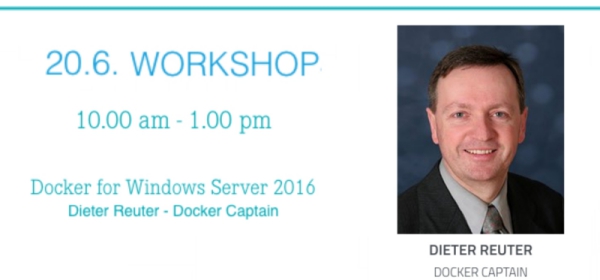 20.6. WORKSHOP
10.00 am - 1.00 pm
Docker for Windows Server 2016
Dieter Reuter - Docker Captain
DIETER REUTER
DOCKER CAPTAIN